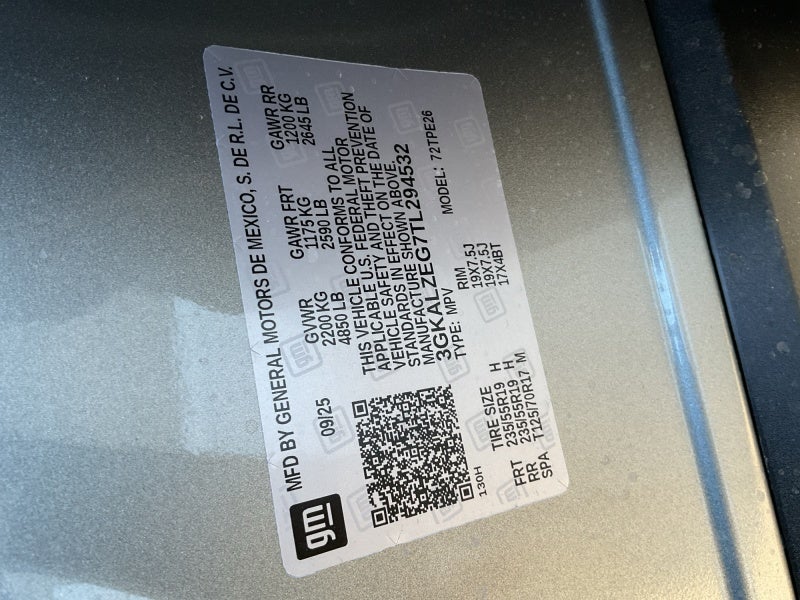 gm
MFD BY GENERAL MOTORS DE MEXICO, S. DE R.L. DE C.V.
09/25
GVWR GAWR FRT GAWR RR
2200 KG 1175 KG 1200 KG
4850 LB 2590 LB 2645 LB
THIS VEHICLE CONFORMS TO ALL
APPLICABLE U.S. FEDERAL MOTOR
VEHICLE SAFETY AND THEFT PREVENTION
STANDARDS IN EFFECT ON THE DATE OF
MANUFACTURE SHOWN ABOVE.
3GKALZEG7TL294532
TYPE: MPV MODEL: 72TPE26
130H
TIRE SIZE RIM
FRT 235/55R19 H 19X7.5J
RR 235/55R19 H 19X7.5J
SPA T125/70R17 M 17X4BT